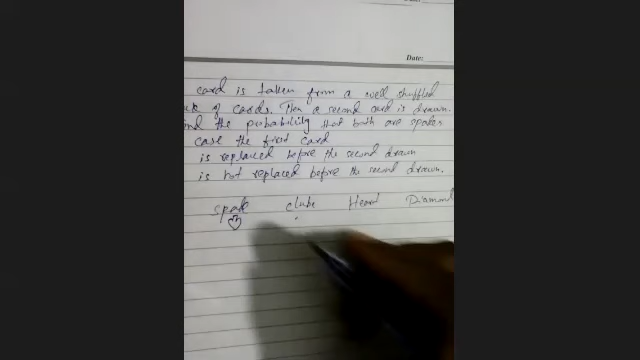 Date:
card is taken from a well shuffled
of cards. Then a second card is drawn.
the probability that both are spades
case the first card
is replaced before the second drawn
is not replaced before the second drawn.
spade clube Heard Diamond